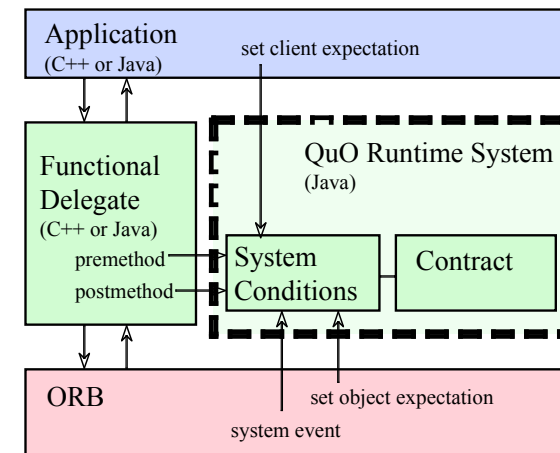 Application
(C++ or Java)
set client expectation
Functional
Delegate
(C++ or Java)
premethod
postmethod
QuO Runtime System
(Java)
System
Conditions
Contract
ORB
set object expectation
system event